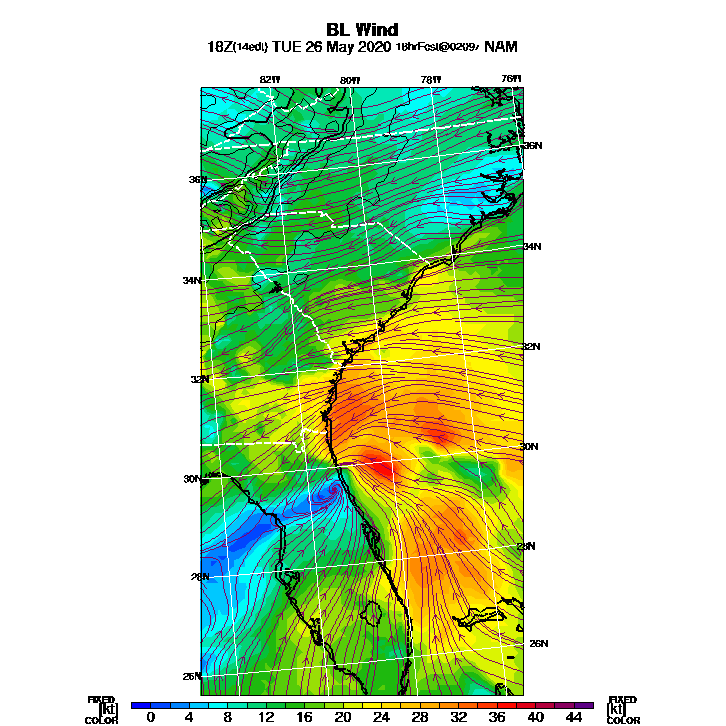 BL Wind
18Z(14edt) TUE 26 May 2020 18hrFcst@0209z NAM
82W 80W 78W 76W
36N
36N
34N
34N
32N
32N
30N
30N
28N
28N
26N
26N
FIXED FIXED
[kt] [kt]
COLOR COLOR
0 4 8 12 16 20 24 28 32 36 40 44